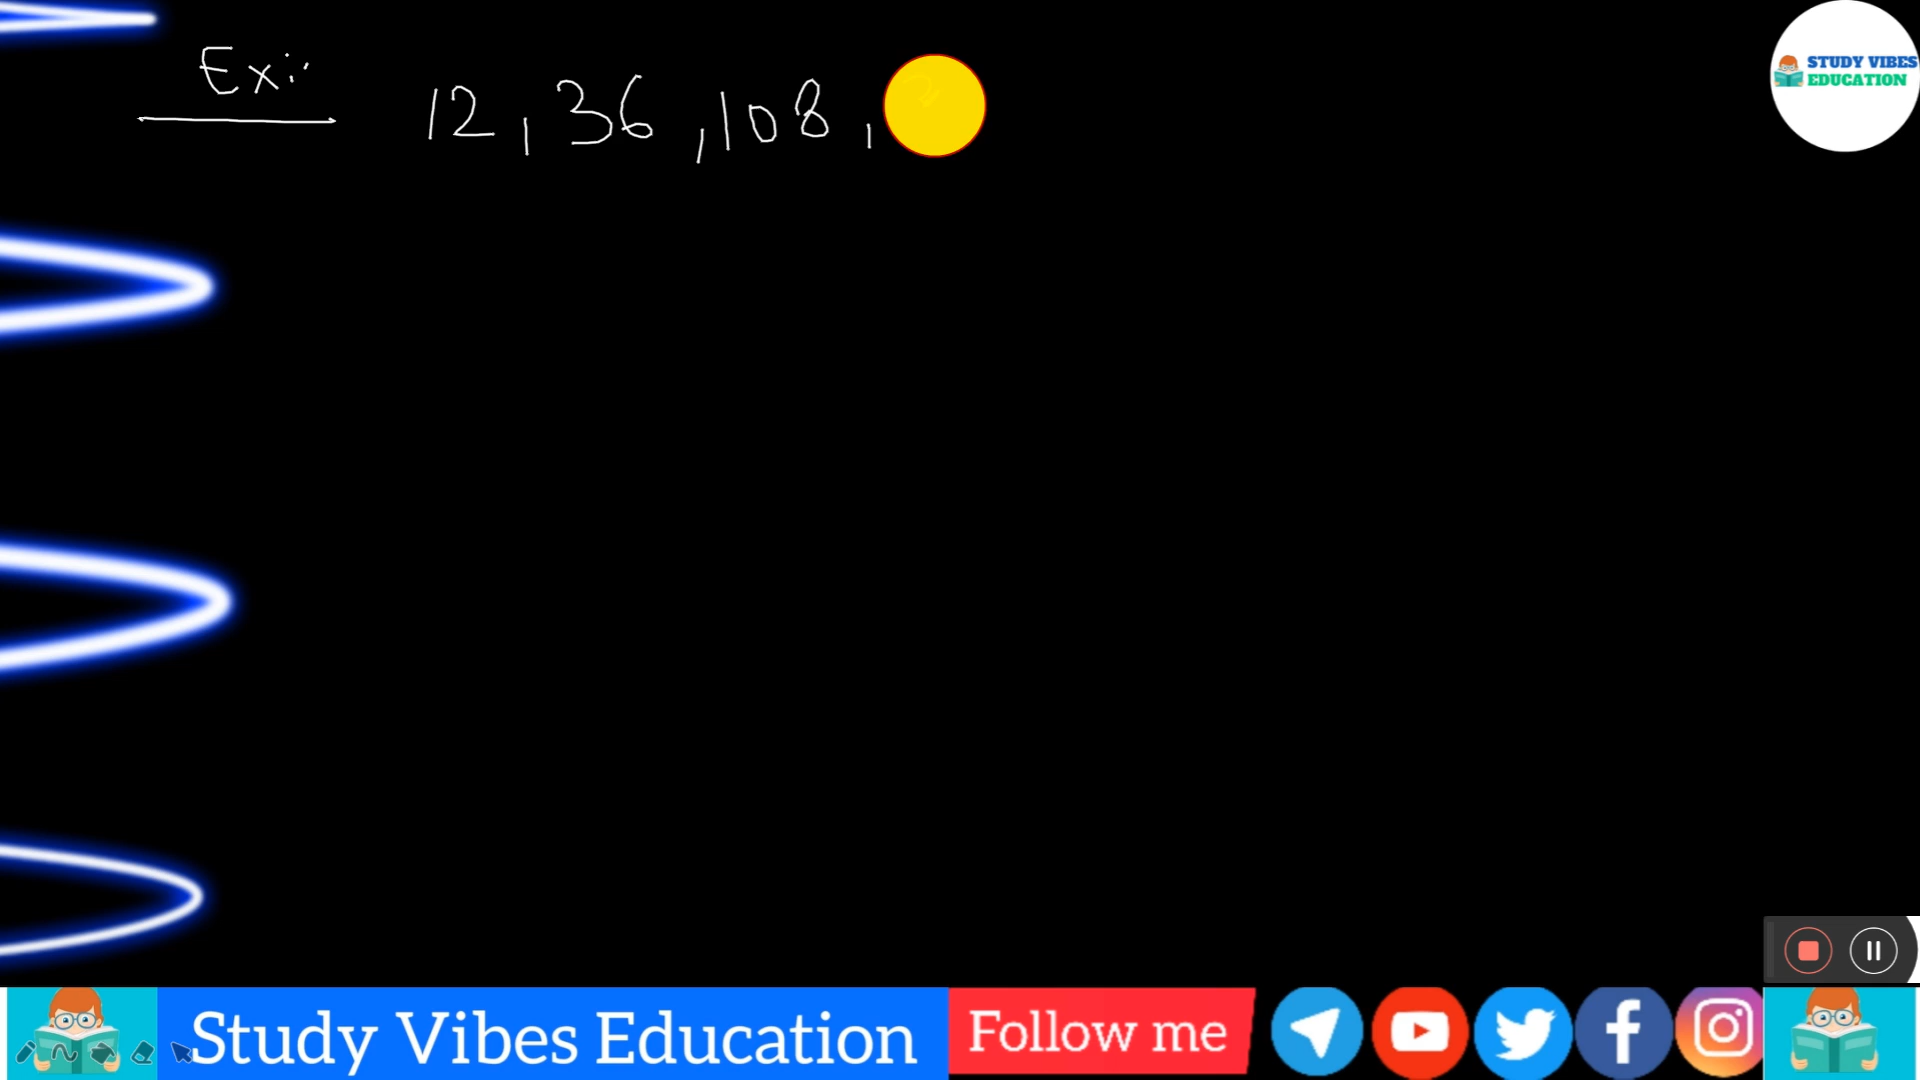 Ex:-
12, 36, 108,
STUDY VIBES
EDUCATION
Study Vibes Education
Follow me